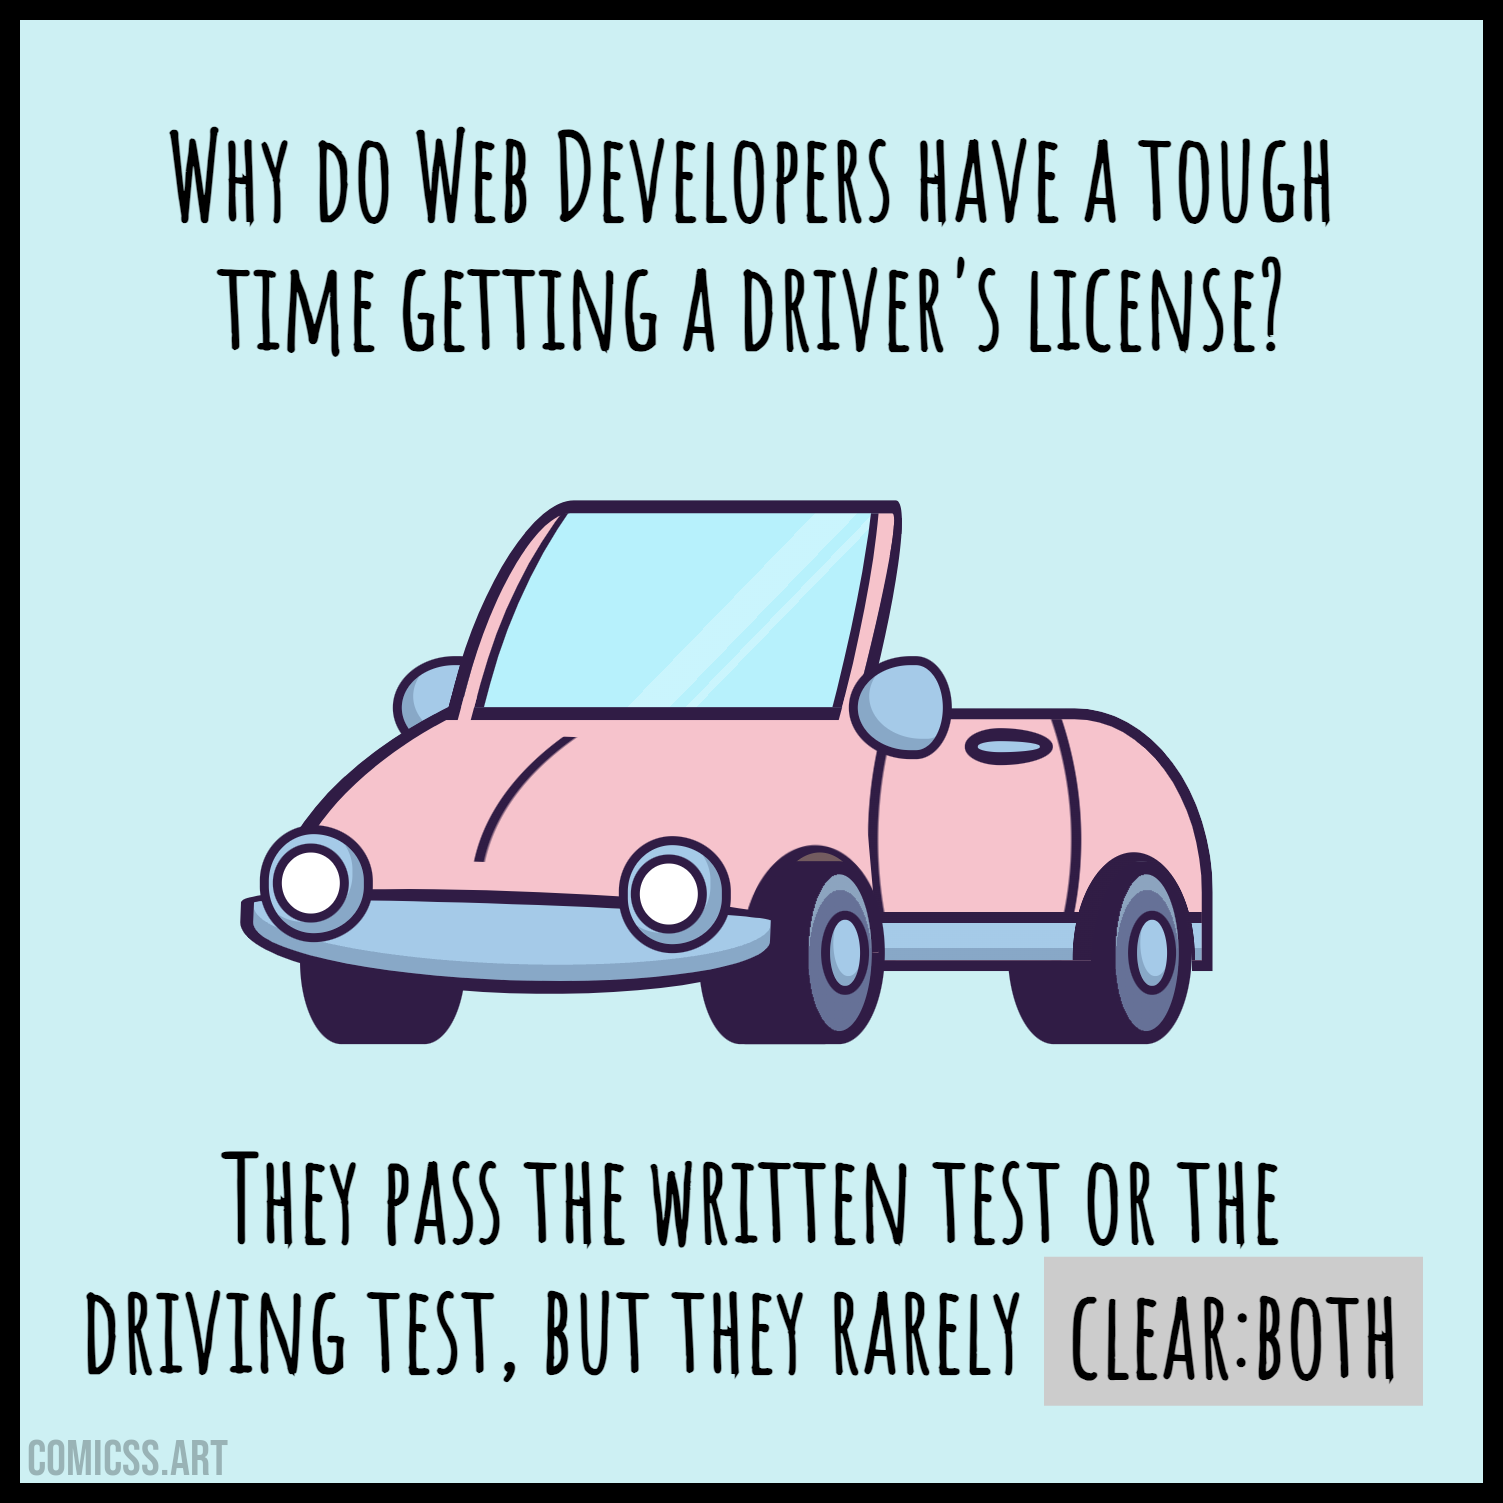 Why do Web Developers have a tough
time getting a driver's license?
They pass the written test or the
driving test, but they rarely clear:both
COMICSS.ART